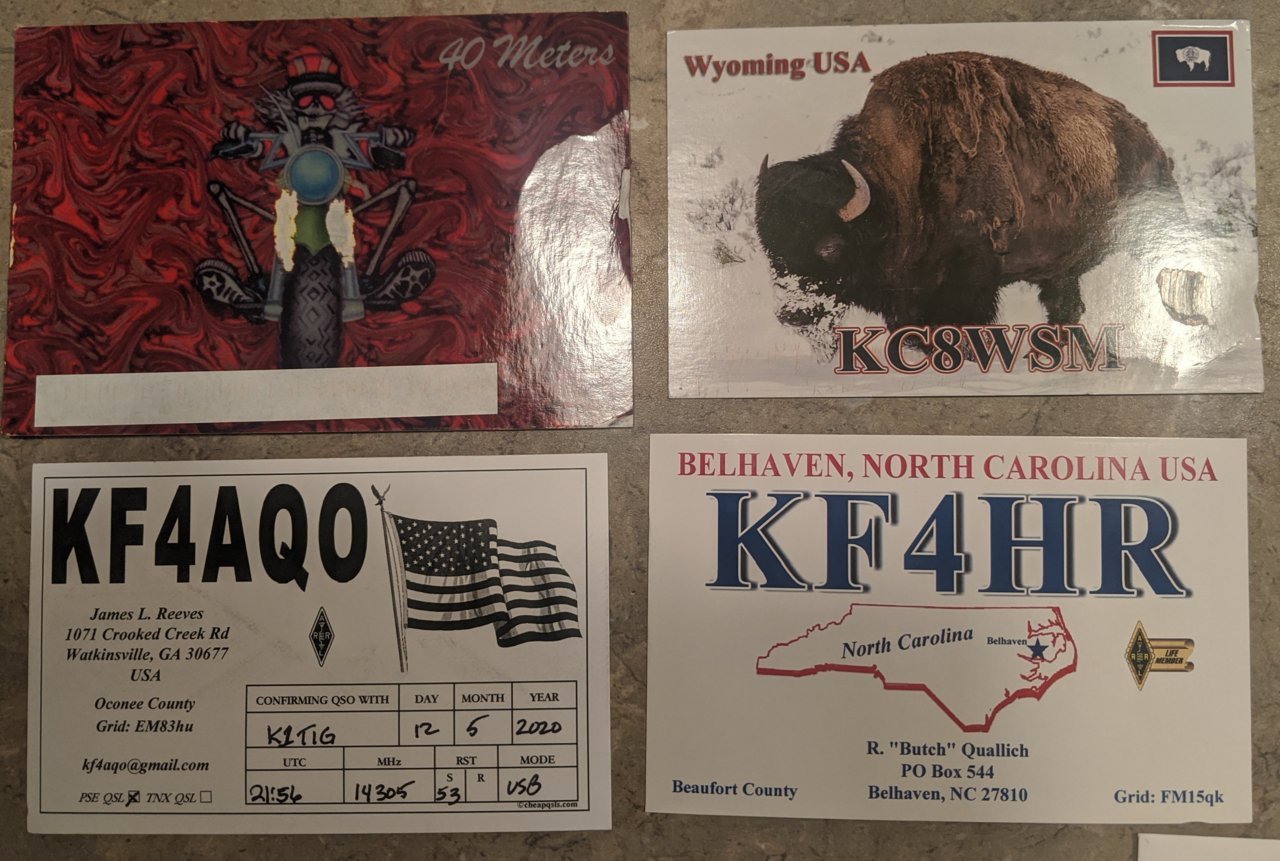 40 Meters
Wyoming USA
KC8WSM
KF4AQO
James L. Reeves
1071 Crooked Creek Rd
Watkinsville, GA 30677
USA
Oconee County
Grid: EM83hu
kf4aqo@gmail.com
PSE QSL TNX QSL
CONFIRMING QSO WITH DAY MONTH YEAR
K1TIG 12 5 2020
UTC MHz RST MODE
S R
21:56 14305 53 USB
©cheapqsls.com
BELHAVEN, NORTH CAROLINA USA
KF4HR
North Carolina
Belhaven
LIFE
MEMBER
R. "Butch" Quallich
PO Box 544
Belhaven, NC 27810
Beaufort County
Grid: FM15qk